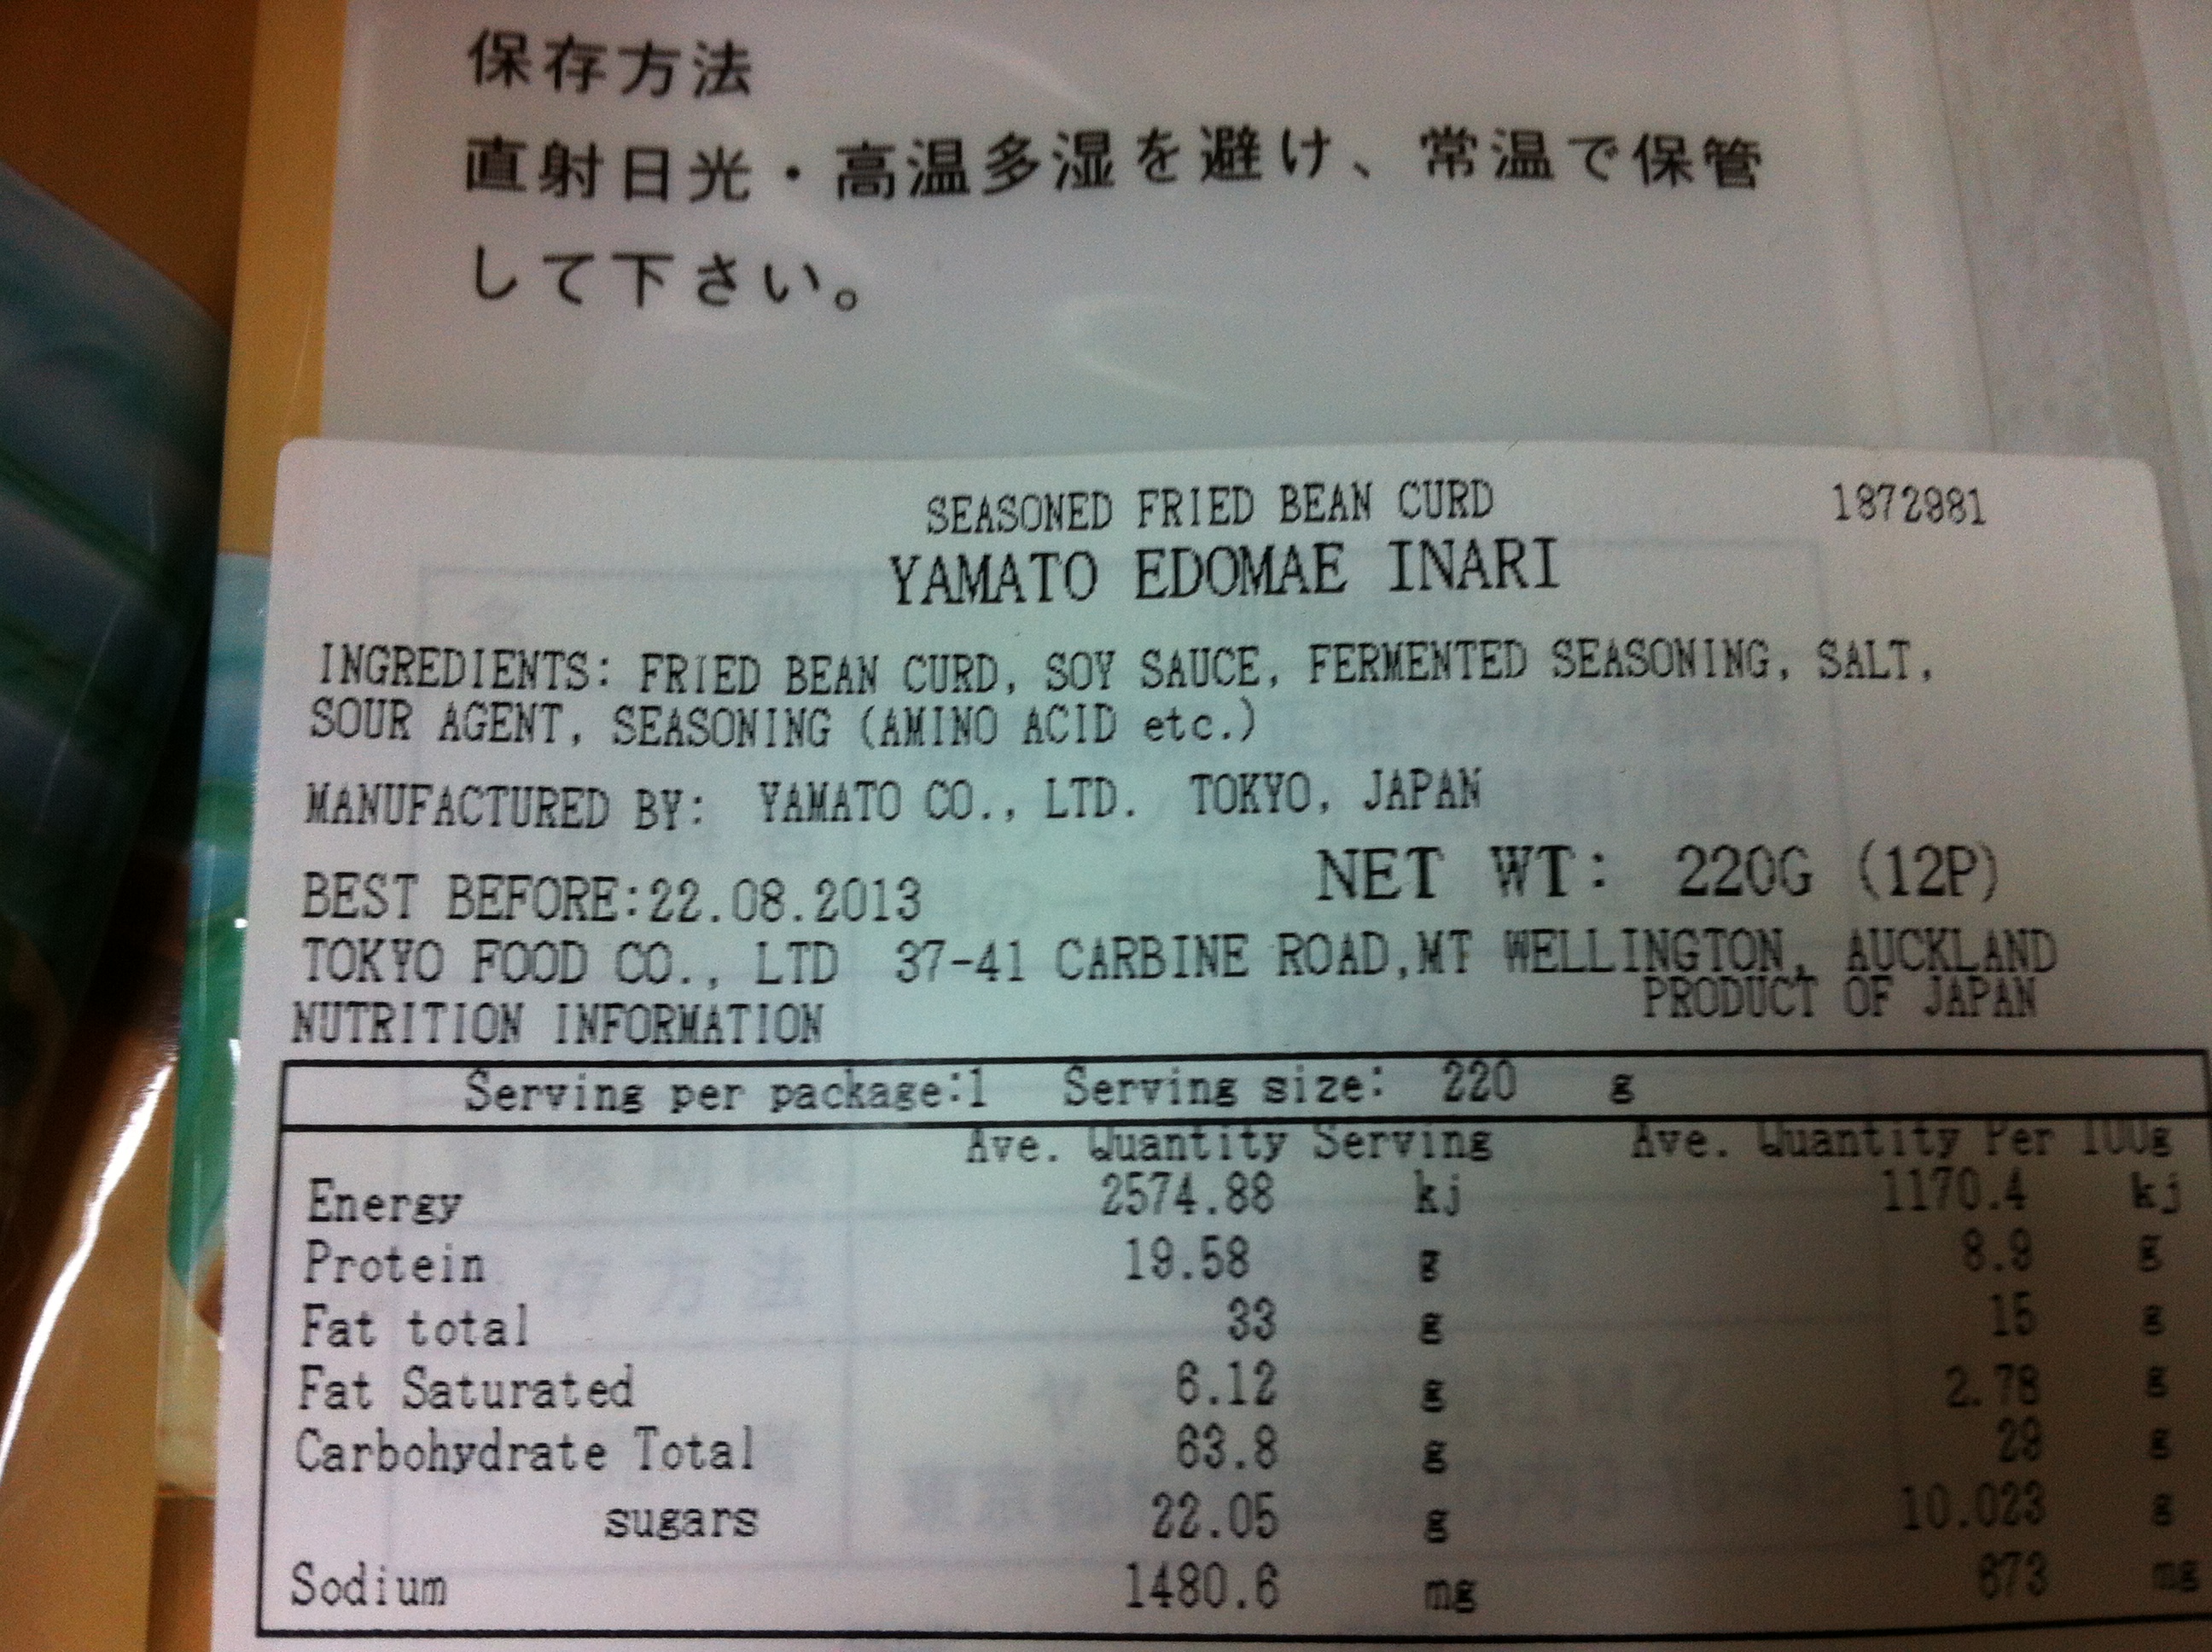 保存方法
直射日光・高温多湿を避け、常温で保管
して下さい。
SEASONED FRIED BEAN CURD 1872981
YAMATO EDOMAE INARI
INGREDIENTS: FRIED BEAN CURD, SOY SAUCE, FERMENTED SEASONING, SALT,
SOUR AGENT, SEASONING (AMINO ACID etc.)
MANUFACTURED BY: YAMATO CO., LTD. TOKYO, JAPAN
NET WT: 220G (12P)
BEST BEFORE:22.08.2013
TOKYO FOOD CO., LTD 37-41 CARBINE ROAD,MT WELLINGTON, AUCKLAND
PRODUCT OF JAPAN
NUTRITION INFORMATION
Serving per package:1 Serving size: 220 g
Ave. Quantity Serving Ave. Quantity Per 100g
Energy 2574.88 kj 1170.4 kj
Protein 19.58 g 8.9 g
Fat total 33 g 15 g
Fat Saturated 6.12 g 2.78 g
Carbohydrate Total 63.8 g 29 g
sugars 22.05 g 10.023 g
Sodium 1480.6 mg 673 mg